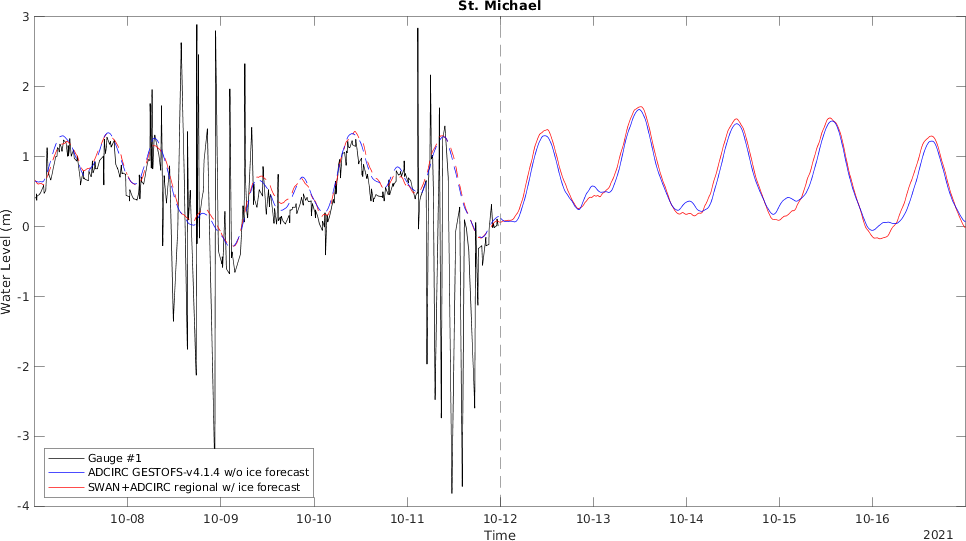 St. Michael
3
2
1
0
-1
-2
-3
-4
Water Level (m)
Gauge #1
ADCIRC GESTOFS-v4.1.4 w/o ice forecast
SWAN+ADCIRC regional w/ ice forecast
10-08 10-09 10-10 10-11 10-12 10-13 10-14 10-15 10-16
Time
2021